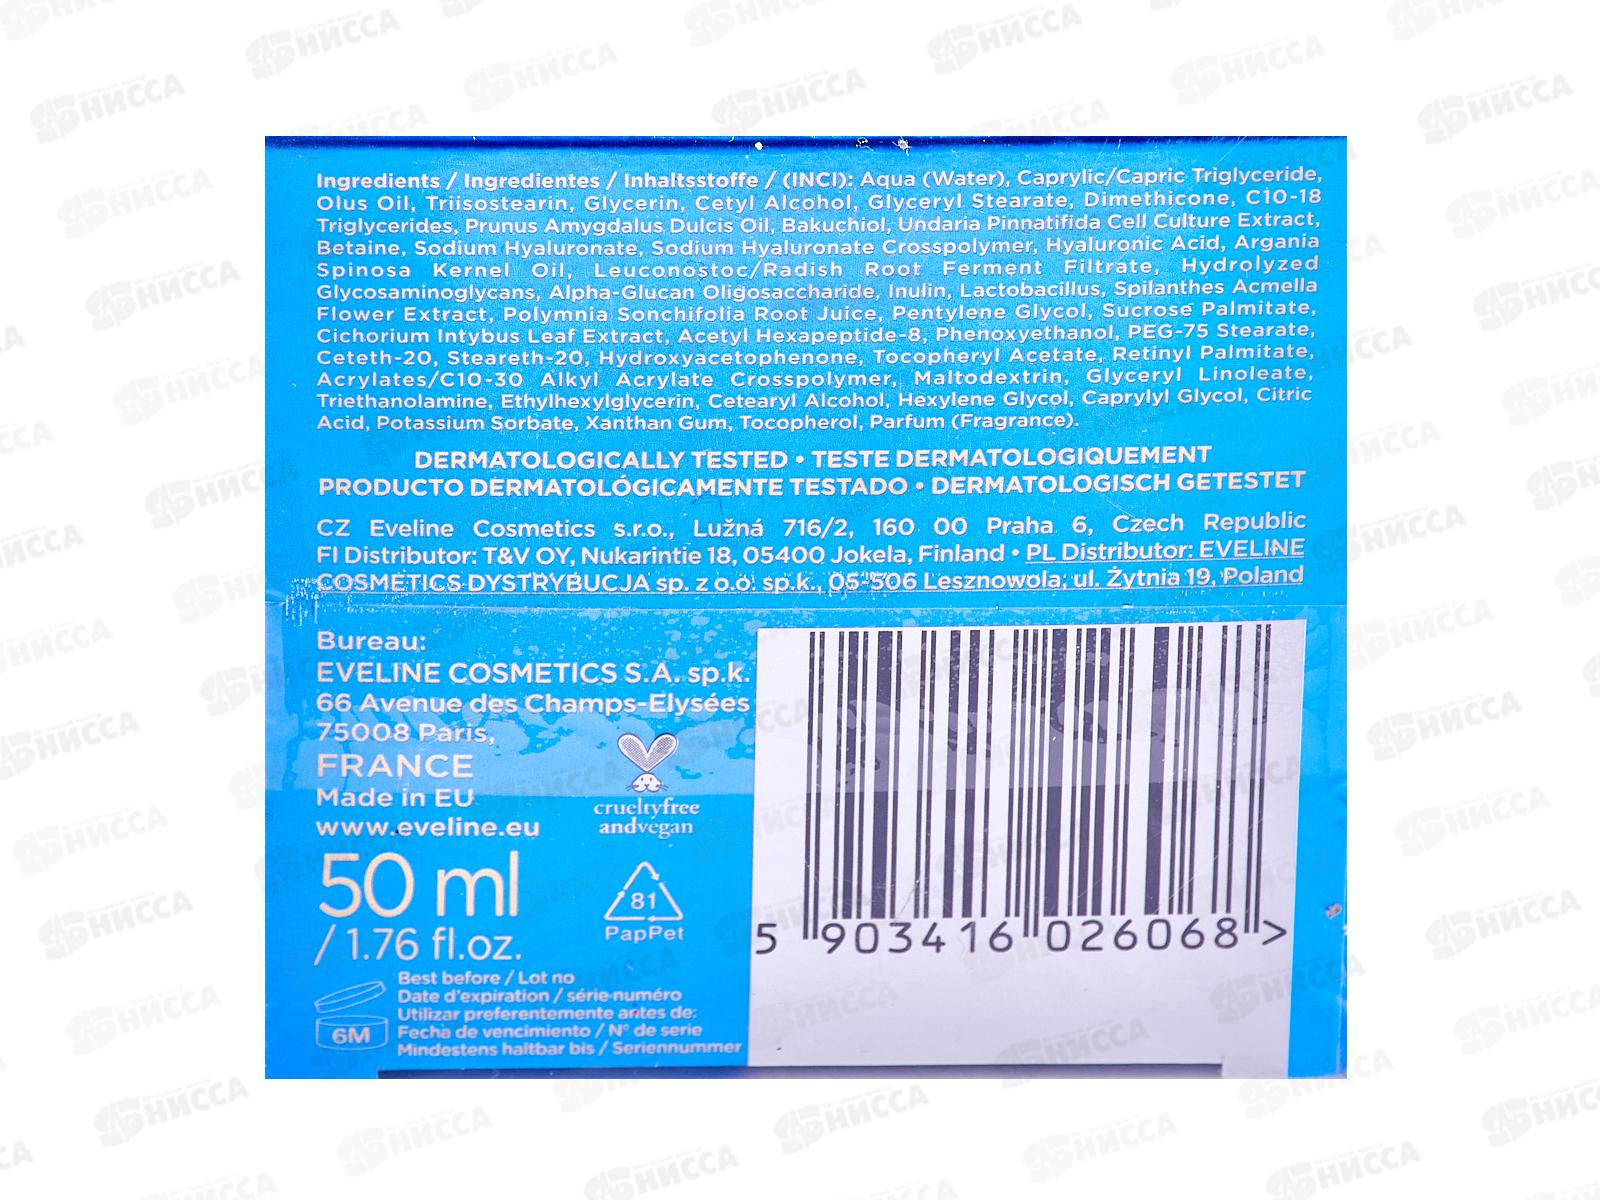 Ingredients / Ingredientes / Inhaltsstoffe / (INCI): Aqua (Water), Caprylic/Capric Triglyceride,
Olus Oil, Triisostearin, Glycerin, Cetyl Alcohol, Glyceryl Stearate, Dimethicone, C10-18
Triglycerides, Prunus Amygdalus Dulcis Oil, Bakuchiol, Undaria Pinnatifida Cell Culture Extract,
Betaine, Sodium Hyaluronate, Sodium Hyaluronate Crosspolymer, Hyaluronic Acid, Argania
Spinosa Kernel Oil, Leuconostoc/Radish Root Ferment Filtrate, Hydrolyzed
Glycosaminoglycans, Alpha-Glucan Oligosaccharide, Inulin, Lactobacillus, Spilanthes Acmella
Flower Extract, Polymnia Sonchifolia Root Juice, Pentylene Glycol, Sucrose Palmitate,
Cichorium Intybus Leaf Extract, Acetyl Hexapeptide-8, Phenoxyethanol, PEG-75 Stearate,
Ceteth-20, Steareth-20, Hydroxyacetophenone, Tocopheryl Acetate, Retinyl Palmitate,
Acrylates/C10-30 Alkyl Acrylate Crosspolymer, Maltodextrin, Glyceryl Linoleate,
Triethanolamine, Ethylhexylglycerin, Cetearyl Alcohol, Hexylene Glycol, Caprylyl Glycol, Citric
Acid, Potassium Sorbate, Xanthan Gum, Tocopherol, Parfum (Fragrance).
DERMATOLOGICALLY TESTED • TESTE DERMATOLOGIQUEMENT
PRODUCTO DERMATOLÓGICAMENTE TESTADO • DERMATOLOGISCH GETESTET
CZ Eveline Cosmetics s.r.o., Lužná 716/2, 160 00 Praha 6, Czech Republic
FI Distributor: T&V OY, Nukarintie 18, 05400 Jokela, Finland • PL Distributor: EVELINE
COSMETICS DYSTRYBUCJA sp. z o.o. sp.k., 05-506 Lesznowola, ul. Żytnia 19, Poland
Bureau:
EVELINE COSMETICS S.A. sp.k.
66 Avenue des Champs-Elysées
75008 Paris,
FRANCE
Made in EU
www.eveline.eu
crueltyfree
andvegan
50 ml
/ 1.76 fl.oz.
81
PapPet
5 903416 026068 >
6M
Best before / Lot no
Date d'expiration / série-numéro
Utilizar preferentemente antes de:
Fecha de vencimiento / N° de serie
Mindestens haltbar bis / Seriennummer
НИССА